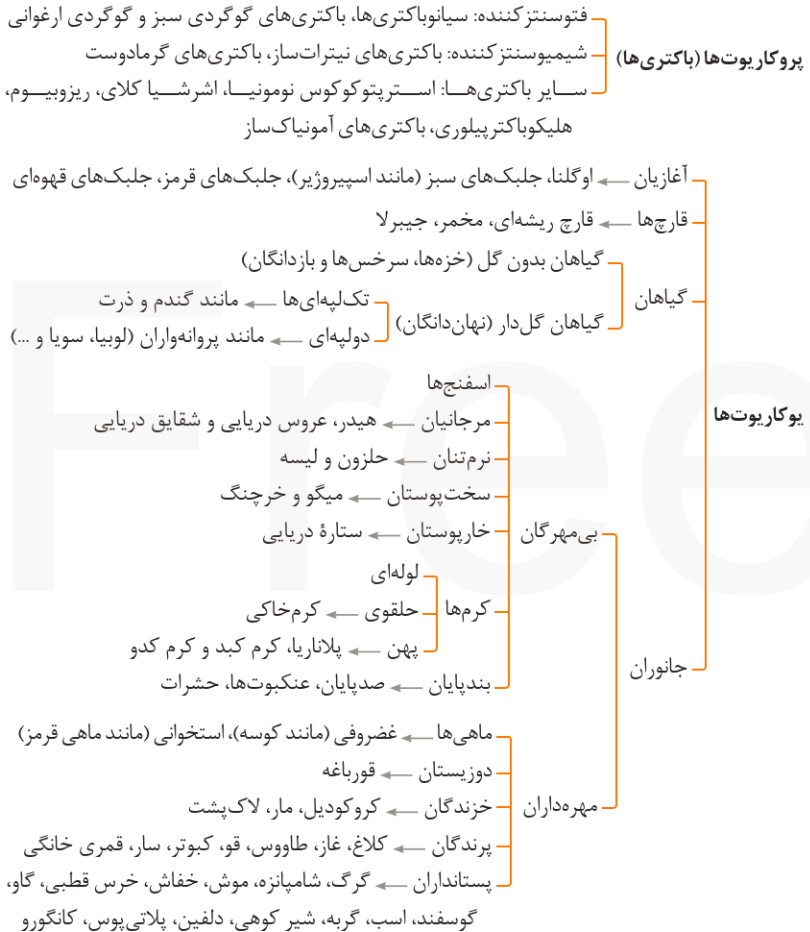 پروکاریوت‌ها (باکتری‌ها)
فتوسنتزکننده: سیانوباکتری‌ها، باکتری‌های گوگردی سبز و گوگردی ارغوانی
شیمیوسنتزکننده: باکتری‌های نیترات‌ساز، باکتری‌های گرمادوست
سایر باکتری‌ها: استرپتوکوکوس نومونیا، اشرشیا کلای، ریزوبیوم،
هلیکوباکترپیلوری، باکتری‌های آمونیاک‌ساز
یوکاریوت‌ها
آغازیان ← اوگلنا، جلبک‌های سبز (مانند اسپیروژیر)، جلبک‌های قرمز، جلبک‌های قهوه‌ای
قارچ‌ها ← قارچ ریشه‌ای، مخمر، جیبرلا
گیاهان
گیاهان بدون گل (خزه‌ها، سرخس‌ها و بازدانگان)
گیاهان گل‌دار (نهان‌دانگان)
تک‌لپه‌ای‌ها ← مانند گندم و ذرت
دولپه‌ای ← مانند پروانه‌واران (لوبیا، سویا و ...)
جانوران
بی‌مهرگان
اسفنج‌ها
مرجانیان ← هیدر، عروس دریایی و شقایق دریایی
نرم‌تنان ← حلزون و لیسه
سخت‌پوستان ← میگو و خرچنگ
خارپوستان ← ستارۀ دریایی
کرم‌ها
لوله‌ای
حلقوی ← کرم‌خاکی
پهن ← پلاناریا، کرم کبد و کرم کدو
بندپایان ← صدپایان، عنکبوت‌ها، حشرات
مهره‌داران
ماهی‌ها ← غضروفی (مانند کوسه)، استخوانی (مانند ماهی قرمز)
دوزیستان ← قورباغه
خزندگان ← کروکودیل، مار، لاک‌پشت
پرندگان ← کلاغ، غاز، طاووس، قو، کبوتر، سار، قمری خانگی
پستانداران ← گرگ، شامپانزه، موش، خفاش، خرس قطبی، گاو،
گوسفند، اسب، گربه، شیر کوهی، دلفین، پلاتی‌پوس، کانگورو
Free